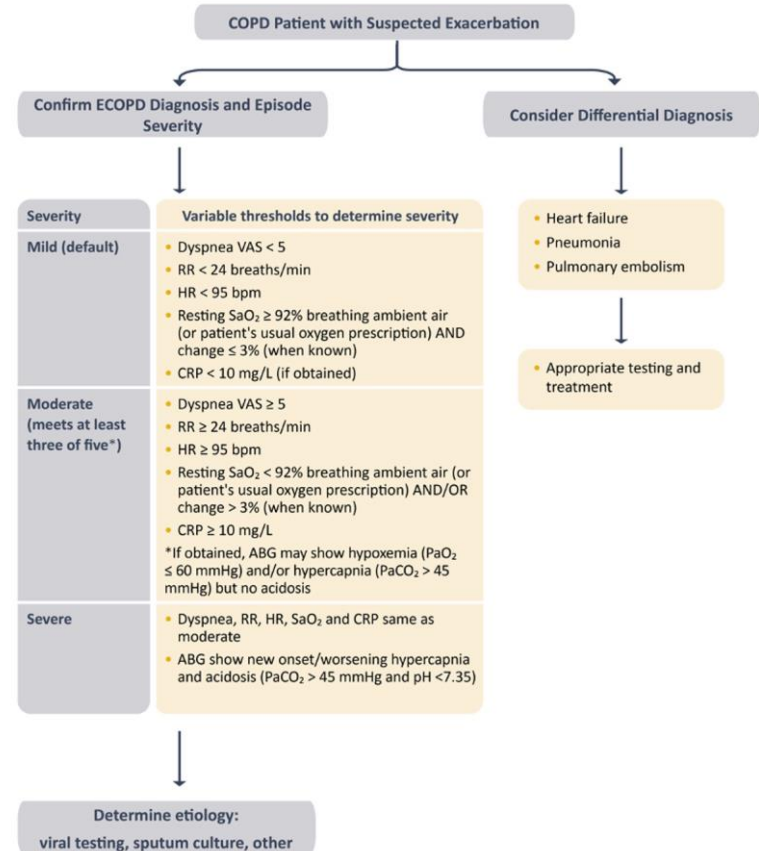 COPD Patient with Suspected Exacerbation
Confirm ECOPD Diagnosis and Episode
Severity
Consider Differential Diagnosis
Severity
Variable thresholds to determine severity
Mild (default)
• Dyspnea VAS < 5
• RR < 24 breaths/min
• HR < 95 bpm
• Resting SaO₂ ≥ 92% breathing ambient air
(or patient's usual oxygen prescription) AND
change ≤ 3% (when known)
• CRP < 10 mg/L (if obtained)
Moderate
(meets at least
three of five*)
• Dyspnea VAS ≥ 5
• RR ≥ 24 breaths/min
• HR ≥ 95 bpm
• Resting SaO₂ < 92% breathing ambient air (or
patient's usual oxygen prescription) AND/OR
change > 3% (when known)
• CRP ≥ 10 mg/L
*If obtained, ABG may show hypoxemia (PaO₂
≤ 60 mmHg) and/or hypercapnia (PaCO₂ > 45
mmHg) but no acidosis
Severe
• Dyspnea, RR, HR, SaO₂ and CRP same as
moderate
• ABG show new onset/worsening hypercapnia
and acidosis (PaCO₂ > 45 mmHg and pH <7.35)
• Heart failure
• Pneumonia
• Pulmonary embolism
• Appropriate testing and
treatment
Determine etiology:
viral testing, sputum culture, other